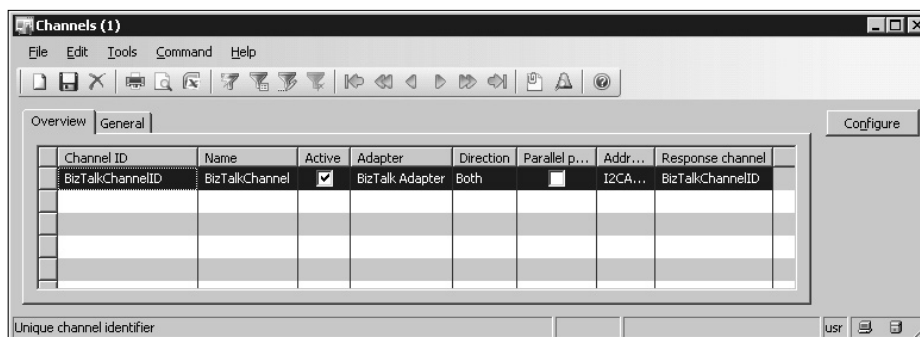 Channels (1)
File Edit Tools Command Help
Overview General
Configure
Channel ID Name Active Adapter Direction Parallel p... Addr... Response channel
BizTalkChannelID BizTalkChannel BizTalk Adapter Both I2CA... BizTalkChannelID
Unique channel identifier
usr